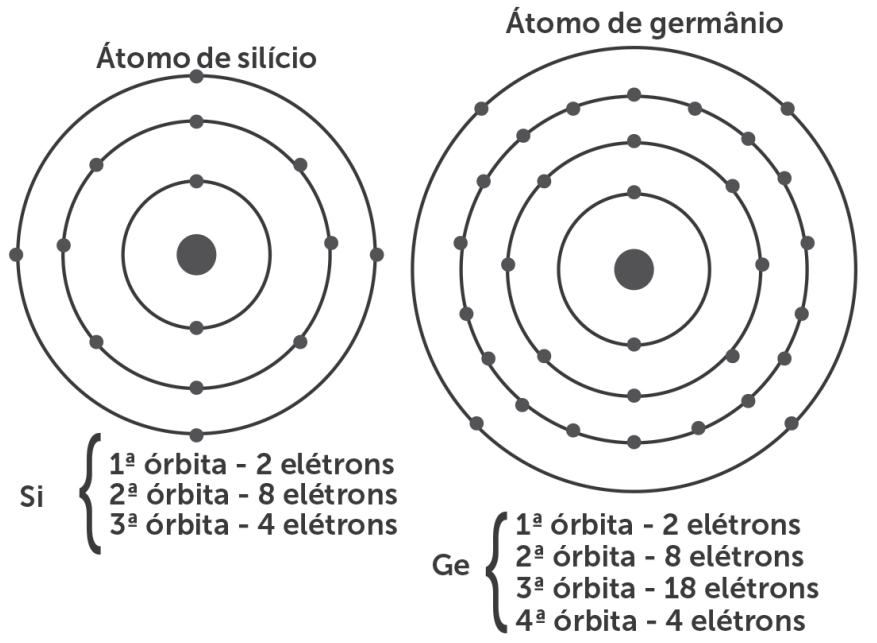 Átomo de silício
Si
1ª órbita - 2 elétrons
2ª órbita - 8 elétrons
3ª órbita - 4 elétrons
Átomo de germânio
Ge
1ª órbita - 2 elétrons
2ª órbita - 8 elétrons
3ª órbita - 18 elétrons
4ª órbita - 4 elétrons